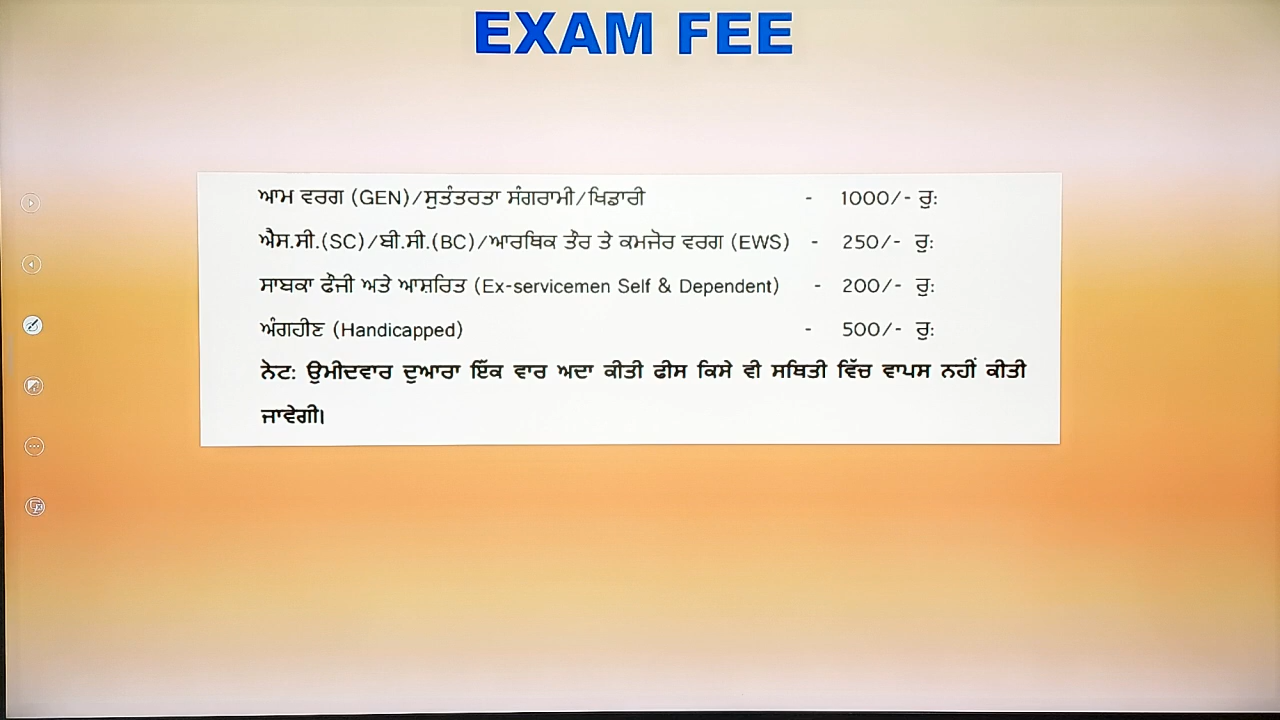 EXAM FEE
ਆਮ ਵਰਗ (GEN)/ਸੁਤੰਤਰਤਾ ਸੰਗਰਾਮੀ/ਖਿਡਾਰੀ - 1000/- ਰੁ:
ਐਸ.ਸੀ.(SC)/ਬੀ.ਸੀ.(BC)/ਆਰਥਿਕ ਤੌਰ ਤੇ ਕਮਜੋਰ ਵਰਗ (EWS) - 250/- ਰੁ:
ਸਾਬਕਾ ਫੌਜੀ ਅਤੇ ਆਸ਼ਰਿਤ (Ex-servicemen Self & Dependent) - 200/- ਰੁ:
ਅੰਗਹੀਣ (Handicapped) - 500/- ਰੁ:
ਨੋਟ: ਉਮੀਦਵਾਰ ਦੁਆਰਾ ਇੱਕ ਵਾਰ ਅਦਾ ਕੀਤੀ ਫੀਸ ਕਿਸੇ ਵੀ ਸਥਿਤੀ ਵਿੱਚ ਵਾਪਸ ਨਹੀਂ ਕੀਤੀ
ਜਾਵੇਗੀ।